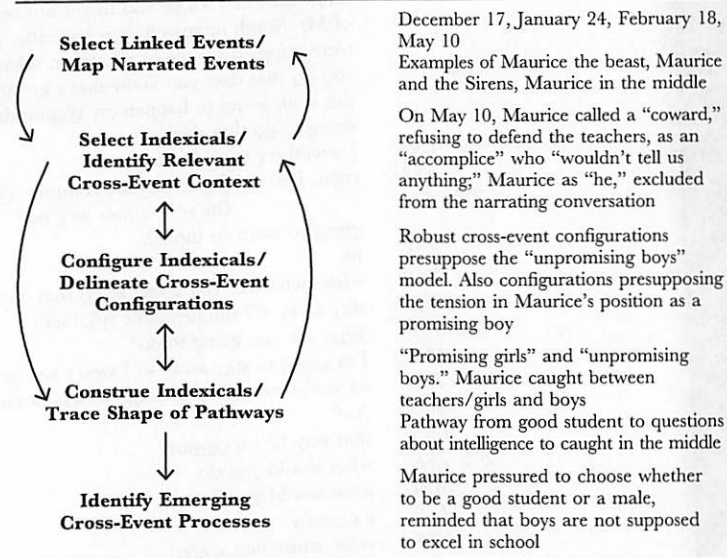 Select Linked Events/
Map Narrated Events
December 17, January 24, February 18,
May 10
Examples of Maurice the beast, Maurice
and the Sirens, Maurice in the middle
Select Indexicals/
Identify Relevant
Cross-Event Context
On May 10, Maurice called a "coward,"
refusing to defend the teachers, as an
"accomplice" who "wouldn't tell us
anything;" Maurice as "he," excluded
from the narrating conversation
Configure Indexicals/
Delineate Cross-Event
Configurations
Robust cross-event configurations
presuppose the "unpromising boys"
model. Also configurations presupposing
the tension in Maurice's position as a
promising boy
Construe Indexicals/
Trace Shape of Pathways
"Promising girls" and "unpromising
boys," Maurice caught between
teachers/girls and boys
Pathway from good student to questions
about intelligence to caught in the middle
Identify Emerging
Cross-Event Processes
Maurice pressured to choose whether
to be a good student or a male,
reminded that boys are not supposed
to excel in school